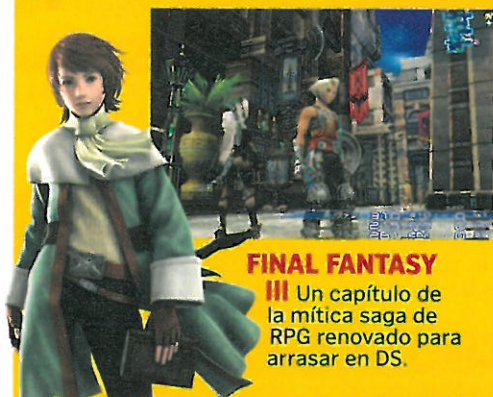 FINAL FANTASY
III Un capítulo de
la mítica saga de
RPG renovado para
arrasar en DS.